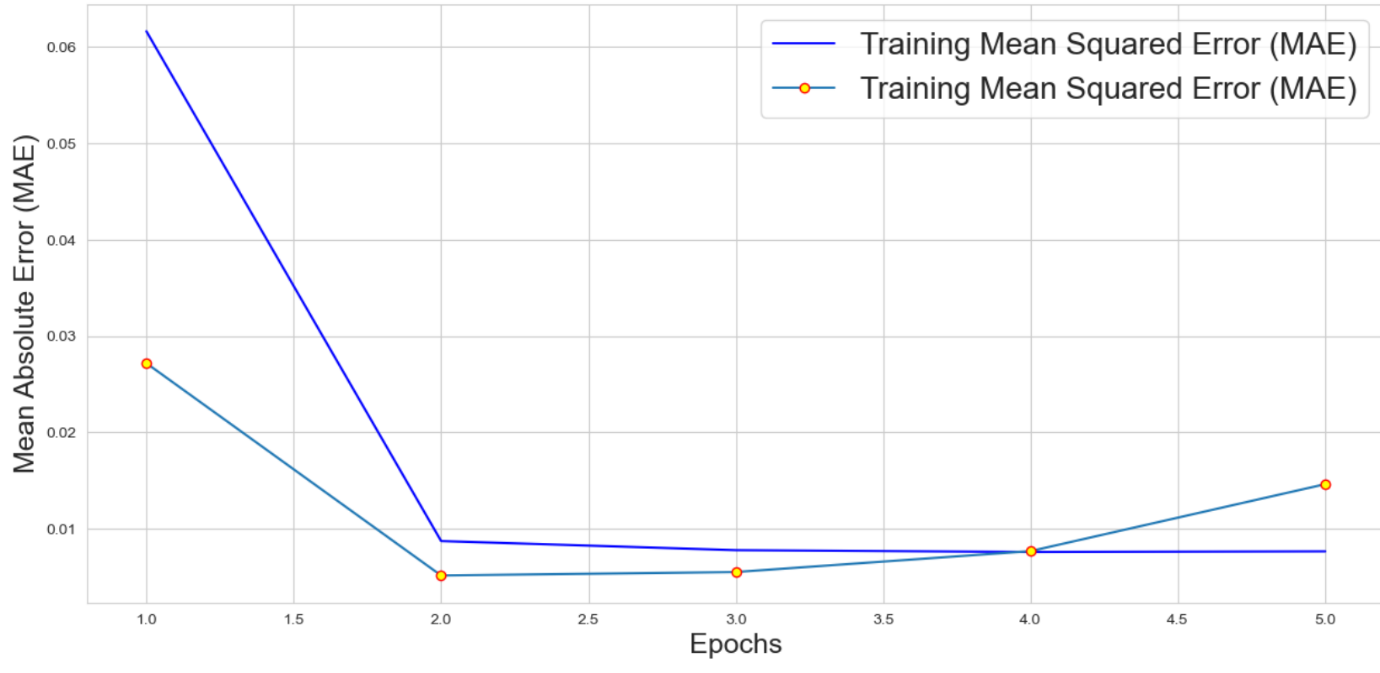 Training Mean Squared Error (MAE)
Training Mean Squared Error (MAE)
Mean Absolute Error (MAE)
0.06
0.05
0.04
0.03
0.02
0.01
1.0 1.5 2.0 2.5 3.0 3.5 4.0 4.5 5.0
Epochs